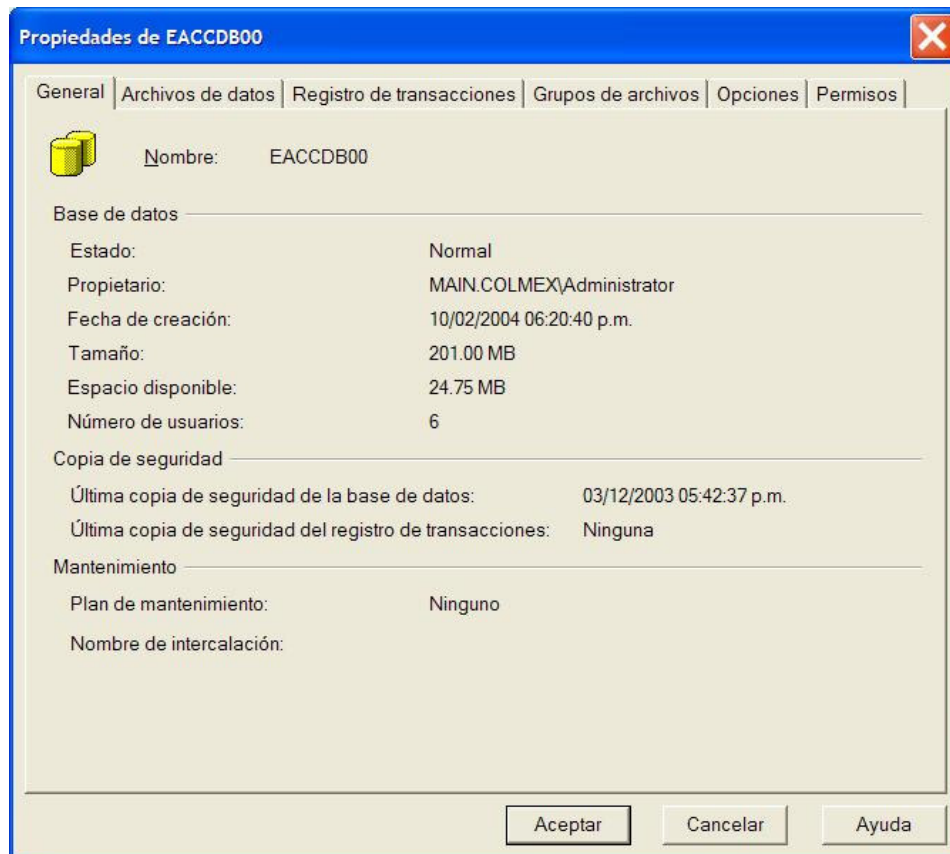 Propiedades de EACCDB00
General Archivos de datos Registro de transacciones Grupos de archivos Opciones Permisos
Nombre: EACCDB00
Base de datos
Estado: Normal
Propietario: MAIN.COLMEX\Administrator
Fecha de creación: 10/02/2004 06:20:40 p.m.
Tamaño: 201.00 MB
Espacio disponible: 24.75 MB
Número de usuarios: 6
Copia de seguridad
Última copia de seguridad de la base de datos: 03/12/2003 05:42:37 p.m.
Última copia de seguridad del registro de transacciones: Ninguna
Mantenimiento
Plan de mantenimiento: Ninguno
Nombre de intercalación:
Aceptar Cancelar Ayuda